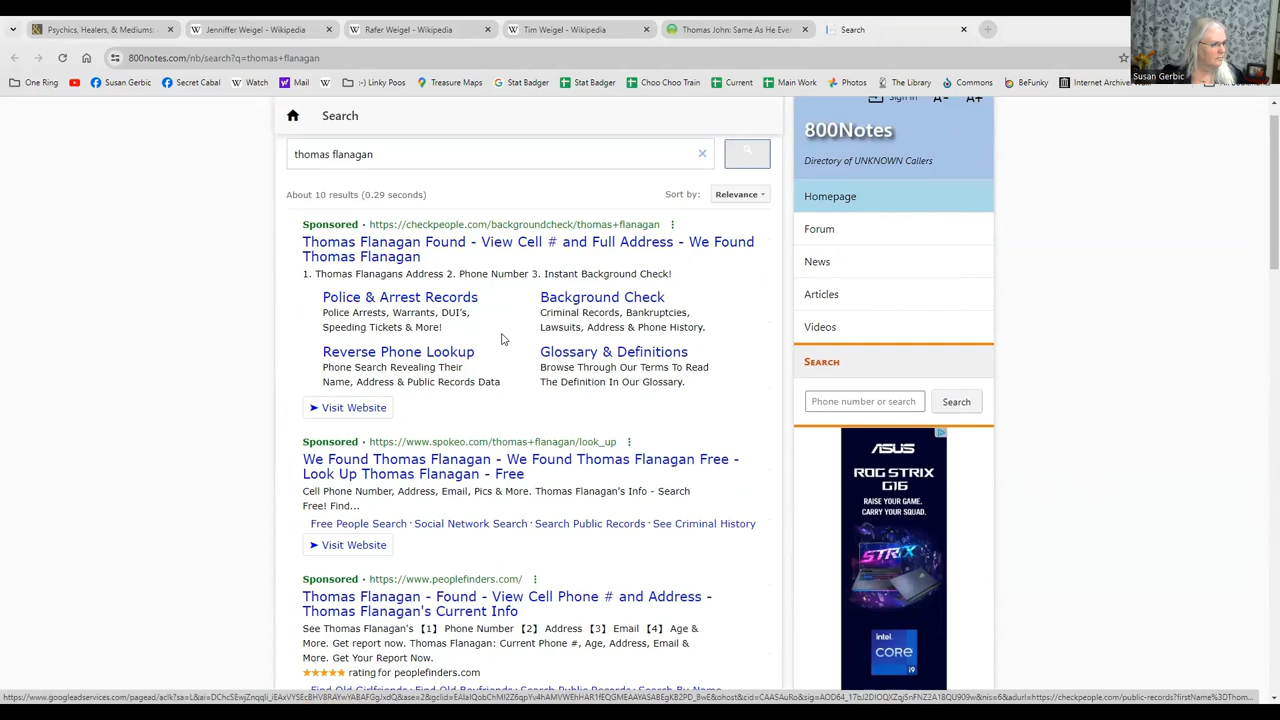 Psychics, Healers, & Mediums:
Jenniffer Weigel - Wikipedia
Rafer Weigel - Wikipedia
Tim Weigel - Wikipedia
Thomas John: Same As He Ever
Search
800notes.com/nb/search?q=thomas+flanagan
One Ring
Susan Gerbic
Secret Cabal
Watch
Mail
:-) Linky Poos
Treasure Maps
Stat Badger
Stat Badger
Choo Choo Train
Current
Main Work
Photos
The Library
Commons
BeFunky
Susan Gerbic
Search
thomas flanagan
About 10 results (0.29 seconds)
Sort by:
Relevance
Sponsored · https://checkpeople.com/backgroundcheck/thomas+flanagan
Thomas Flanagan Found - View Cell # and Full Address - We Found
Thomas Flanagan
1. Thomas Flanagans Address 2. Phone Number 3. Instant Background Check!
Police & Arrest Records
Police Arrests, Warrants, DUI's,
Speeding Tickets & More!
Background Check
Criminal Records, Bankruptcies,
Lawsuits, Address & Phone History.
Reverse Phone Lookup
Phone Search Revealing Their
Name, Address & Public Records Data
Glossary & Definitions
Browse Through Our Terms To Read
The Definition In Our Glossary.
Visit Website
Sponsored · https://www.spokeo.com/thomas+flanagan/look_up
We Found Thomas Flanagan - We Found Thomas Flanagan Free -
Look Up Thomas Flanagan - Free
Cell Phone Number, Address, Email, Pics & More. Thomas Flanagan's Info - Search
Free! Find...
Free People Search · Social Network Search · Search Public Records · See Criminal History
Visit Website
Sponsored · https://www.peoplefinders.com/
Thomas Flanagan - Found - View Cell Phone # and Address -
Thomas Flanagan's Current Info
See Thomas Flanagan's 【1】 Phone Number 【2】 Address 【3】 Email 【4】 Age &
More. Get report now. Thomas Flanagan: Current Phone #, Age, Address, Email &
More. Get Your Report Now.
rating for peoplefinders.com
Sign in
A-
A+
800Notes
Directory of UNKNOWN Callers
Homepage
Forum
News
Articles
Videos
SEARCH
Phone number or search
Search
ASUS
ROG STRIX
G16
RAISE YOUR GAME.
CARRY YOUR SQUAD.
STRIX
intel
CORE
i9